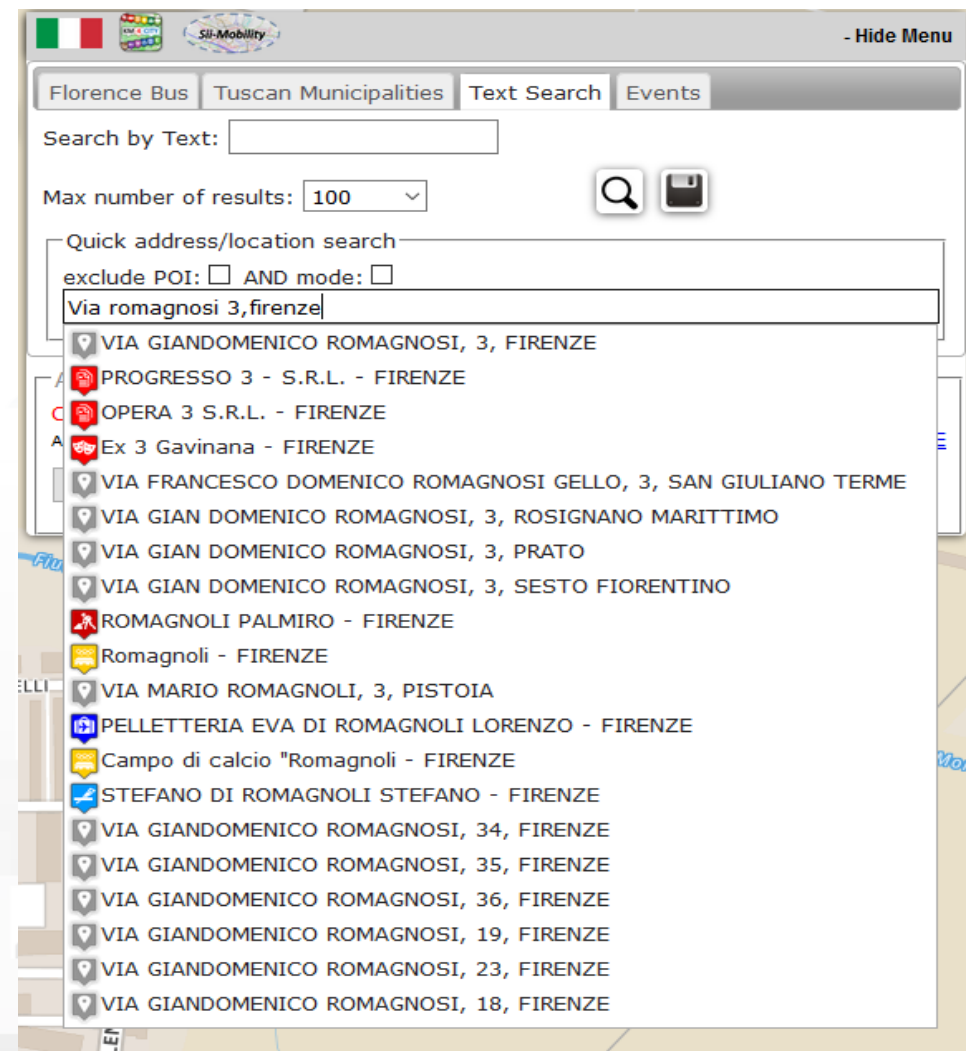 KM 4 CITY
Sii-Mobility
- Hide Menu
Florence Bus Tuscan Municipalities Text Search Events
Search by Text:
Max number of results: 100
Quick address/location search
exclude POI: AND mode:
Via romagnosi 3,firenze
VIA GIANDOMENICO ROMAGNOSI, 3, FIRENZE
PROGRESSO 3 - S.R.L. - FIRENZE
OPERA 3 S.R.L. - FIRENZE
Ex 3 Gavinana - FIRENZE
VIA FRANCESCO DOMENICO ROMAGNOSI GELLO, 3, SAN GIULIANO TERME
VIA GIAN DOMENICO ROMAGNOSI, 3, ROSIGNANO MARITTIMO
VIA GIAN DOMENICO ROMAGNOSI, 3, PRATO
VIA GIAN DOMENICO ROMAGNOSI, 3, SESTO FIORENTINO
ROMAGNOLI PALMIRO - FIRENZE
Romagnoli - FIRENZE
VIA MARIO ROMAGNOLI, 3, PISTOIA
PELLETTERIA EVA DI ROMAGNOLI LORENZO - FIRENZE
Campo di calcio "Romagnoli - FIRENZE
STEFANO DI ROMAGNOLI STEFANO - FIRENZE
VIA GIANDOMENICO ROMAGNOSI, 34, FIRENZE
VIA GIANDOMENICO ROMAGNOSI, 35, FIRENZE
VIA GIANDOMENICO ROMAGNOSI, 36, FIRENZE
VIA GIANDOMENICO ROMAGNOSI, 19, FIRENZE
VIA GIANDOMENICO ROMAGNOSI, 23, FIRENZE
VIA GIANDOMENICO ROMAGNOSI, 18, FIRENZE